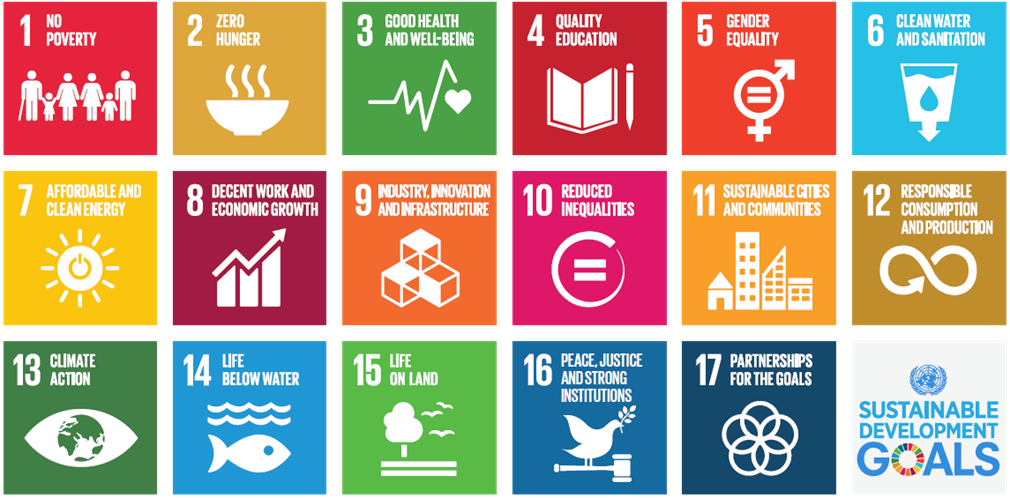 1 NO
POVERTY
2 ZERO
HUNGER
3 GOOD HEALTH
AND WELL-BEING
4 QUALITY
EDUCATION
5 GENDER
EQUALITY
6 CLEAN WATER
AND SANITATION
7 AFFORDABLE AND
CLEAN ENERGY
8 DECENT WORK AND
ECONOMIC GROWTH
9 INDUSTRY, INNOVATION
AND INFRASTRUCTURE
10 REDUCED
INEQUALITIES
11 SUSTAINABLE CITIES
AND COMMUNITIES
12 RESPONSIBLE
CONSUMPTION
AND PRODUCTION
13 CLIMATE
ACTION
14 LIFE
BELOW WATER
15 LIFE
ON LAND
16 PEACE, JUSTICE
AND STRONG
INSTITUTIONS
17 PARTNERSHIPS
FOR THE GOALS
SUSTAINABLE
DEVELOPMENT
GOALS